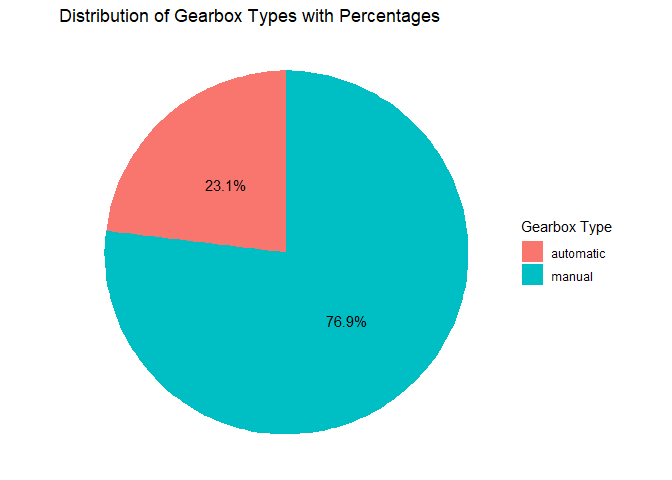 Distribution of Gearbox Types with Percentages
23.1%
76.9%
Gearbox Type
automatic
manual